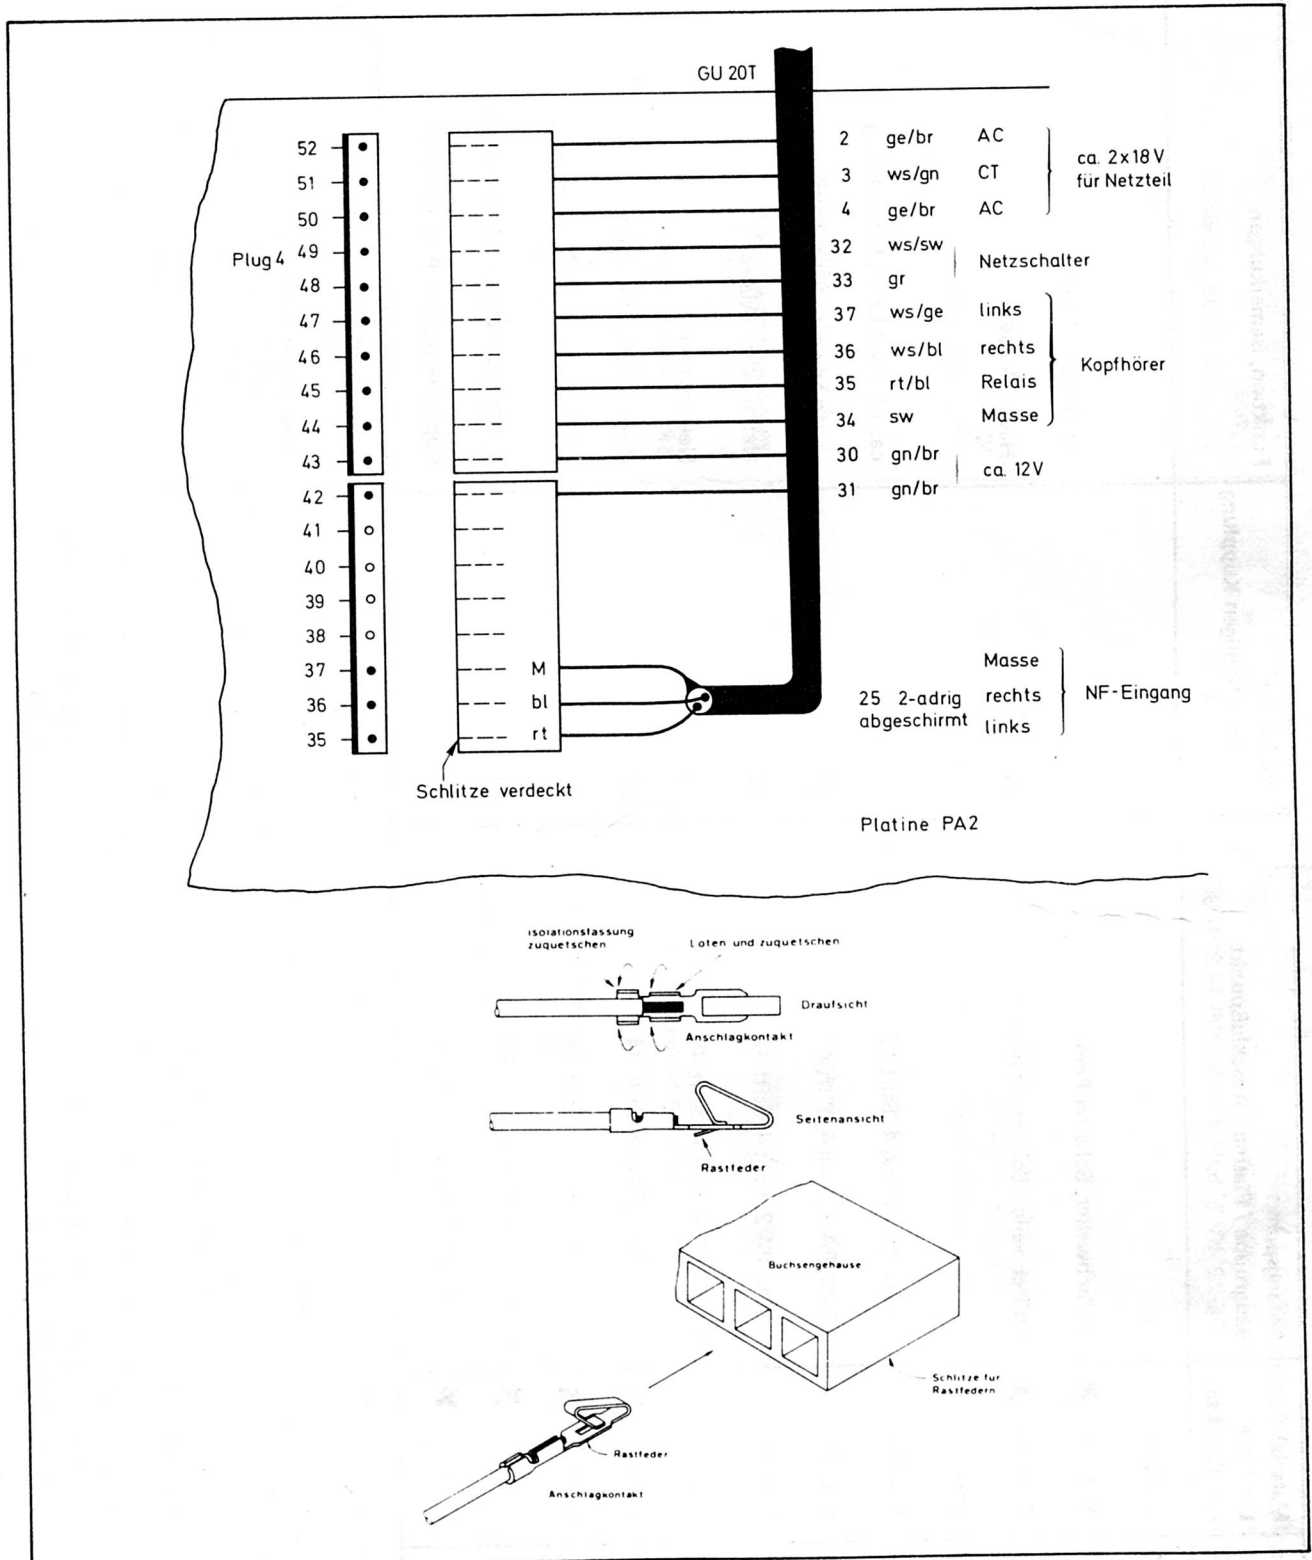 GU 20T
52 2 ge/br AC
51 3 ws/gn CT
50 4 ge/br AC
ca. 2x18V
für Netzteil
Plug 4
49 32 ws/sw
48 33 gr
Netzschalter
47 37 ws/ge links
46 36 ws/bl rechts
45 35 rt/bl Relais
44 34 sw Masse
Kopfhörer
43 30 gn/br
42 31 gn/br
ca. 12V
41
40
39
38
37 M Masse
36 bl 25 2-adrig rechts
abgeschirmt
35 rt links
NF-Eingang
Schlitze verdeckt
Platine PA2
Isolationsfassung
zuquetschen
Loten und zuquetschen
Draufsicht
Anschlagkontakt
Seitenansicht
Rastfeder
Buchsengehause
Schlitze fur
Rastfedern
Rastfeder
Anschlagkontakt